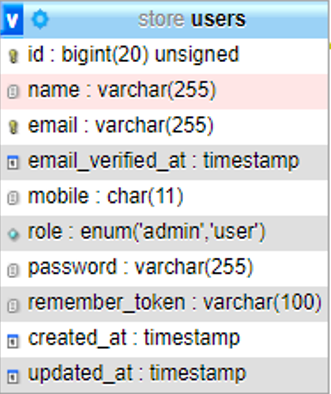 v store users
id : bigint(20) unsigned
name : varchar(255)
email : varchar(255)
email_verified_at : timestamp
mobile : char(11)
role : enum('admin','user')
password : varchar(255)
remember_token : varchar(100)
created_at : timestamp
updated_at : timestamp